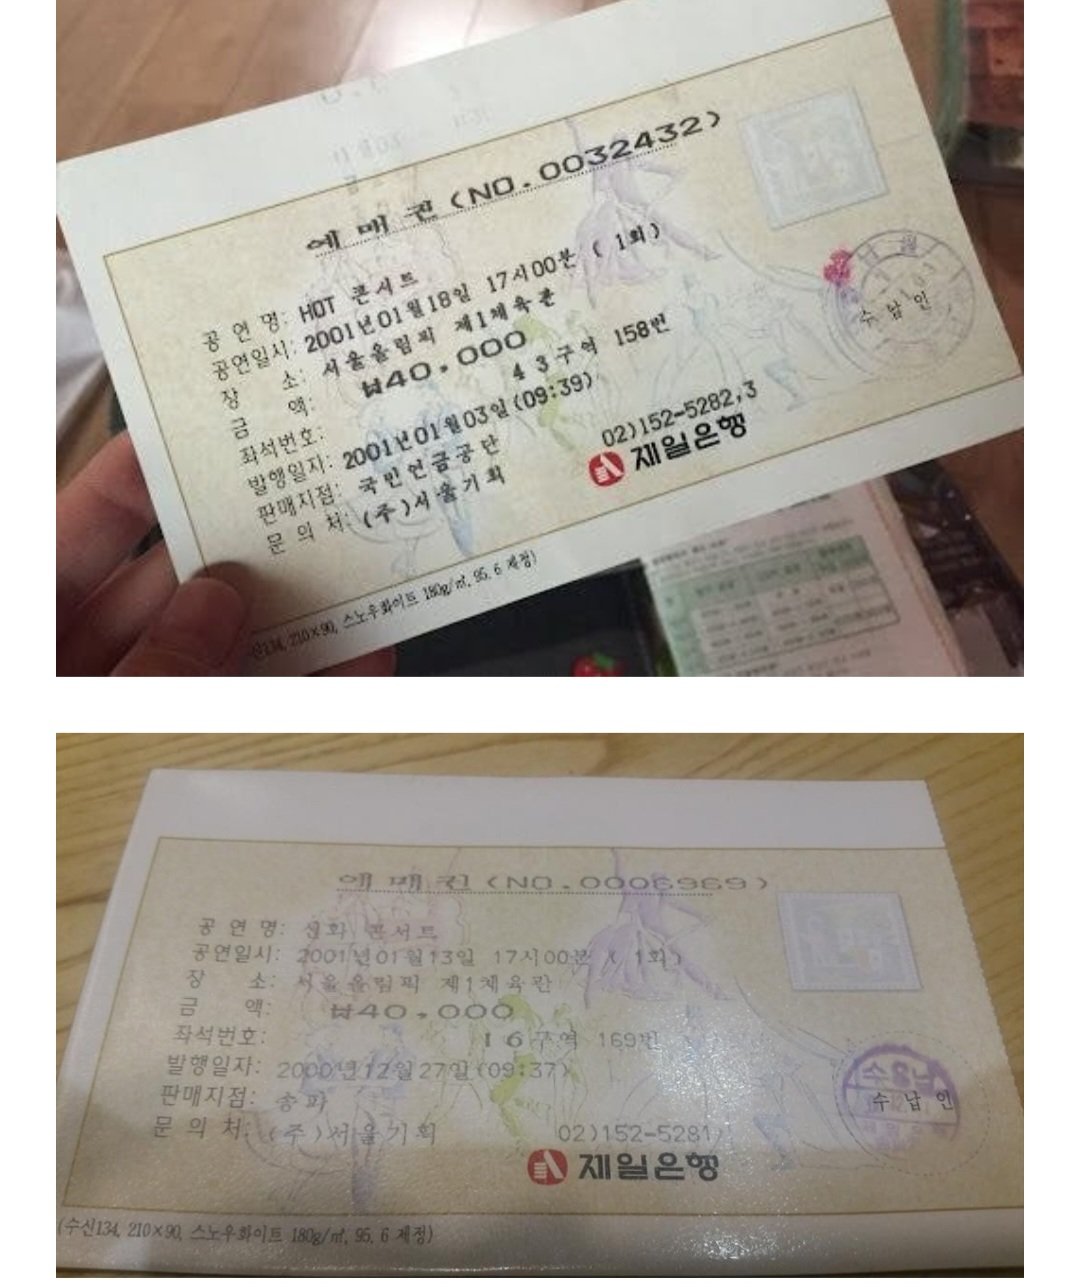 예매권 (NO.0032432)
공 연 명: HOT 콘서트
공연일시: 2001년01월18일 17시00분 ( 1회)
장 소: 서울올림픽 제1체육관
금 액: ₩40,000
좌석번호: 43구역 158번
발행일자: 2001년01월03일(09:39)
판매지점: 국민연금공단
문 의 처: (주)서울기획 02)152-5282,3
제일은행
수 납 인
(수신134, 210×90, 스노우화이트 180g/㎡, 95. 6 제정)
예매권 (NO.0006969)
공 연 명: 신화 콘서트
공연일시: 2001년01월13일 17시00분 ( 1회)
장 소: 서울올림픽 제1체육관
금 액: ₩40,000
좌석번호: 16구역 169번
발행일자: 2000년12월27일(09:37)
판매지점: 송파
문 의 처: (주)서울기획 02)152-5281
제일은행
수 납 인
(수신134, 210×90, 스노우화이트 180g/㎡, 95. 6 제정)